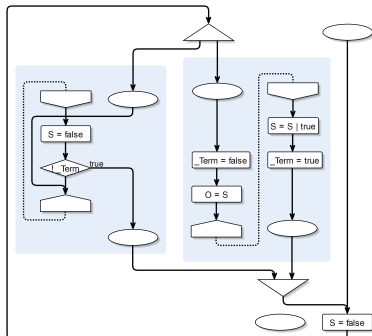 S = false
! _Term
true
_Term = false
O = S
S = S | true
_Term = true
S = false